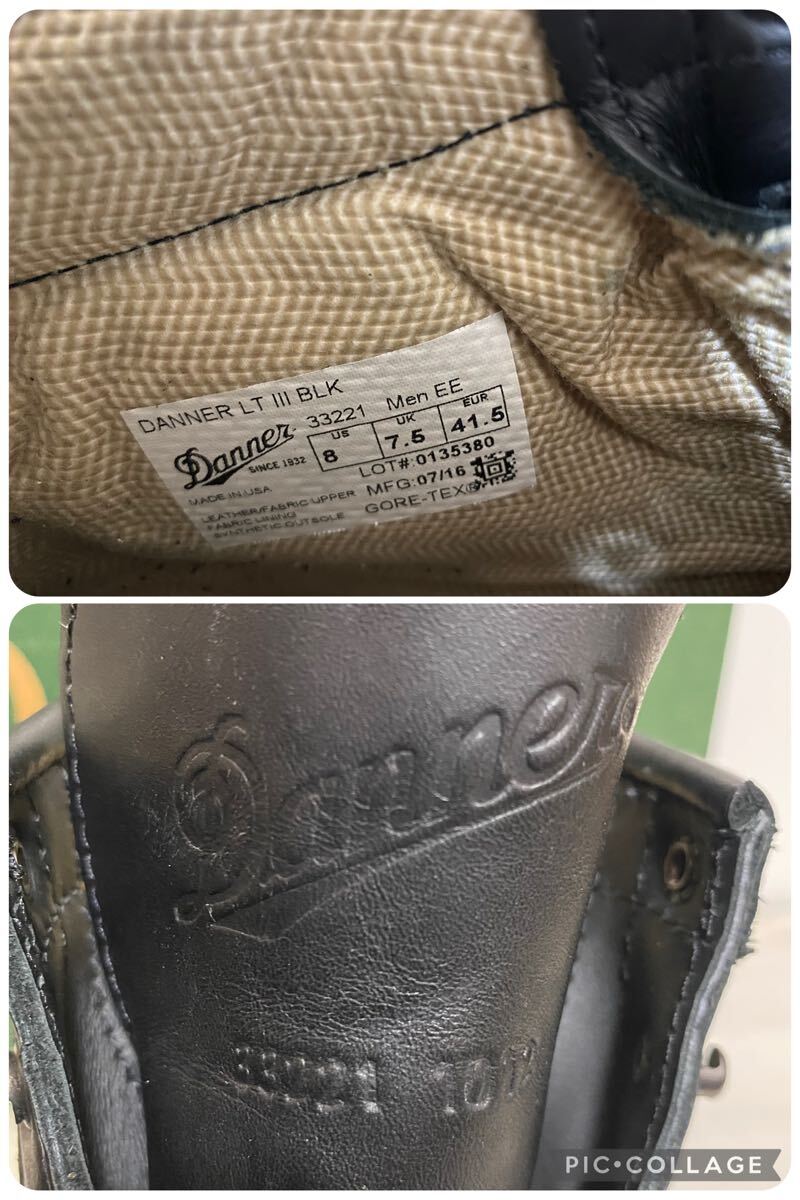 DANNER LT III BLK
33221 Men EE
Danner
SINCE 1932
US UK EUR
8 7.5 41.5
LOT#:0135380
MADE IN USA
MFG:07/16
LEATHER/FABRIC UPPER
FABRIC LINING
SYNTHETIC OUTSOLE
GORE-TEX®
Danner
33221
PIC•COLLAGE